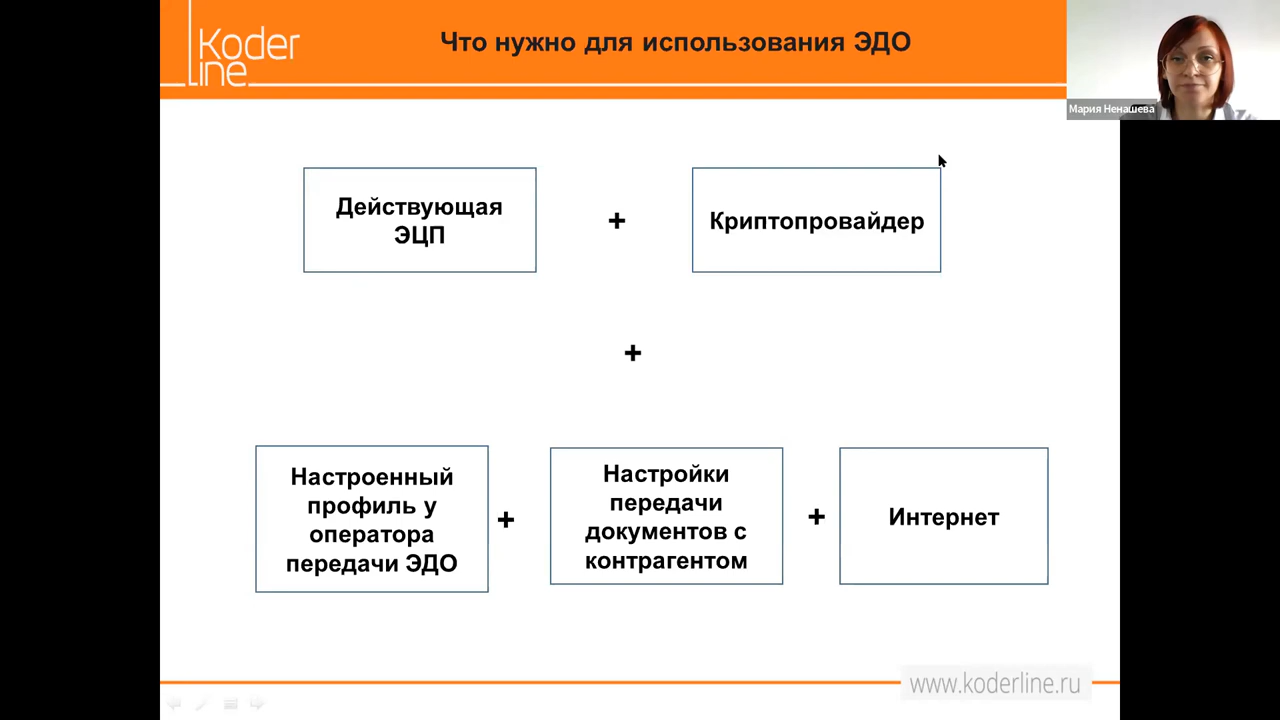 Koder
line
Что нужно для использования ЭДО
Мария Ненашева
Действующая
ЭЦП
+
Криптопровайдер
+
Настроенный
профиль у
оператора
передачи ЭДО
+
Настройки
передачи
документов с
контрагентом
+
Интернет
www.koderline.ru